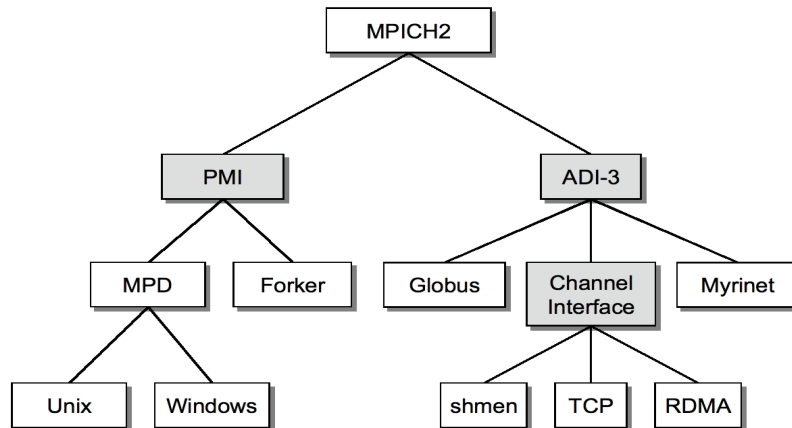 MPICH2
PMI
ADI-3
MPD
Forker
Globus
Channel
Interface
Myrinet
Unix
Windows
shmen
TCP
RDMA